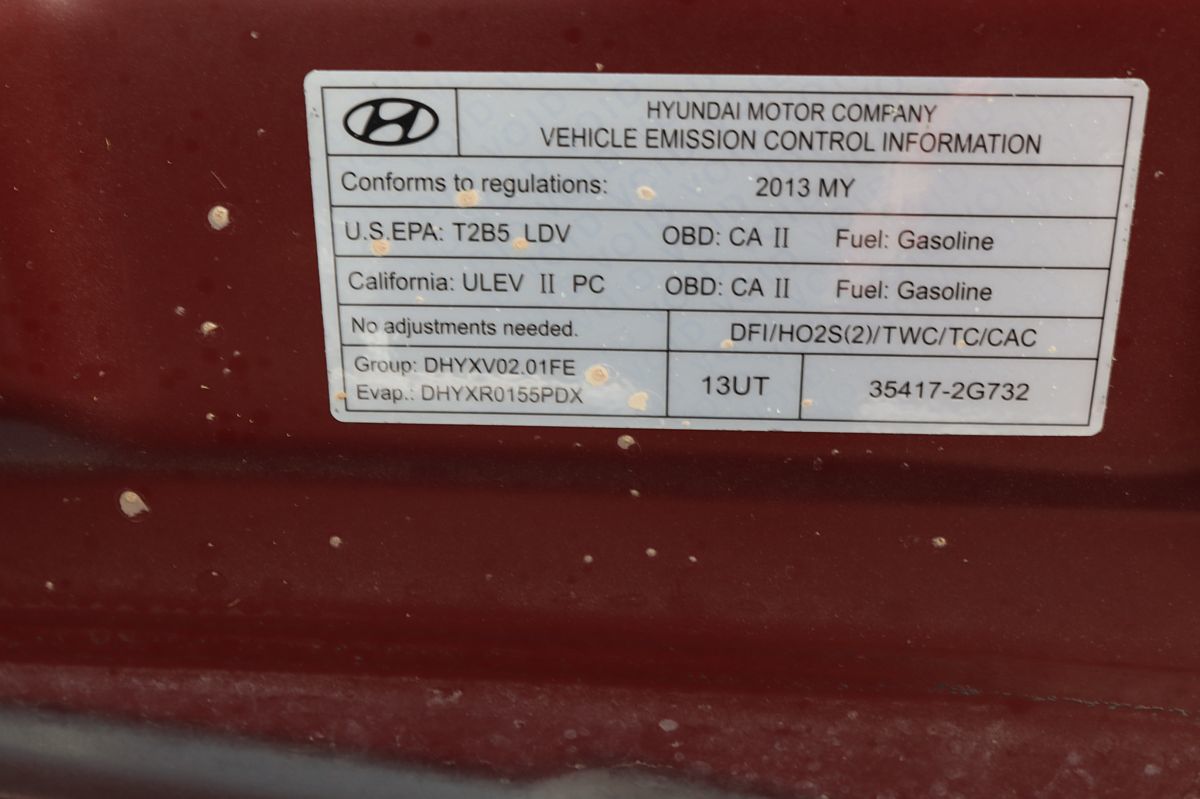 HYUNDAI MOTOR COMPANY
VEHICLE EMISSION CONTROL INFORMATION
Conforms to regulations: 2013 MY
U.S.EPA: T2B5 LDV OBD: CA II Fuel: Gasoline
California: ULEV II PC OBD: CA II Fuel: Gasoline
No adjustments needed. DFI/HO2S(2)/TWC/TC/CAC
Group: DHYXV02.01FE
Evap.: DHYXR0155PDX
13UT 35417-2G732